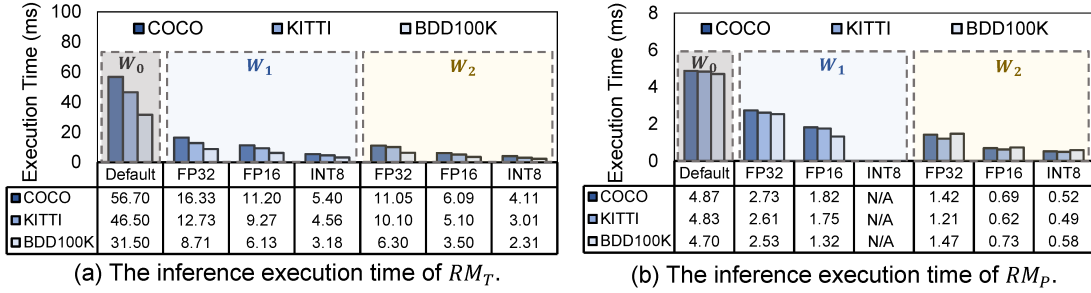 Execution Time (ms)
100
80
60
40
20
0
COCO KITTI BDD100K
W0 W1 W2
Default FP32 FP16 INT8 FP32 FP16 INT8
COCO 56.70 16.33 11.20 5.40 11.05 6.09 4.11
KITTI 46.50 12.73 9.27 4.56 10.10 5.10 3.01
BDD100K 31.50 8.71 6.13 3.18 6.30 3.50 2.31
(a) The inference execution time of RM_T.
Execution Time (ms)
8
6
4
2
0
COCO KITTI BDD100K
W0 W1 W2
Default FP32 FP16 INT8 FP32 FP16 INT8
COCO 4.87 2.73 1.82 N/A 1.42 0.69 0.52
KITTI 4.83 2.61 1.75 N/A 1.21 0.62 0.49
BDD100K 4.70 2.53 1.32 N/A 1.47 0.73 0.58
(b) The inference execution time of RM_P.